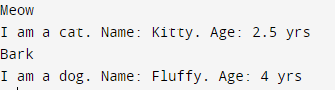 Meow
I am a cat. Name: Kitty. Age: 2.5 yrs
Bark
I am a dog. Name: Fluffy. Age: 4 yrs